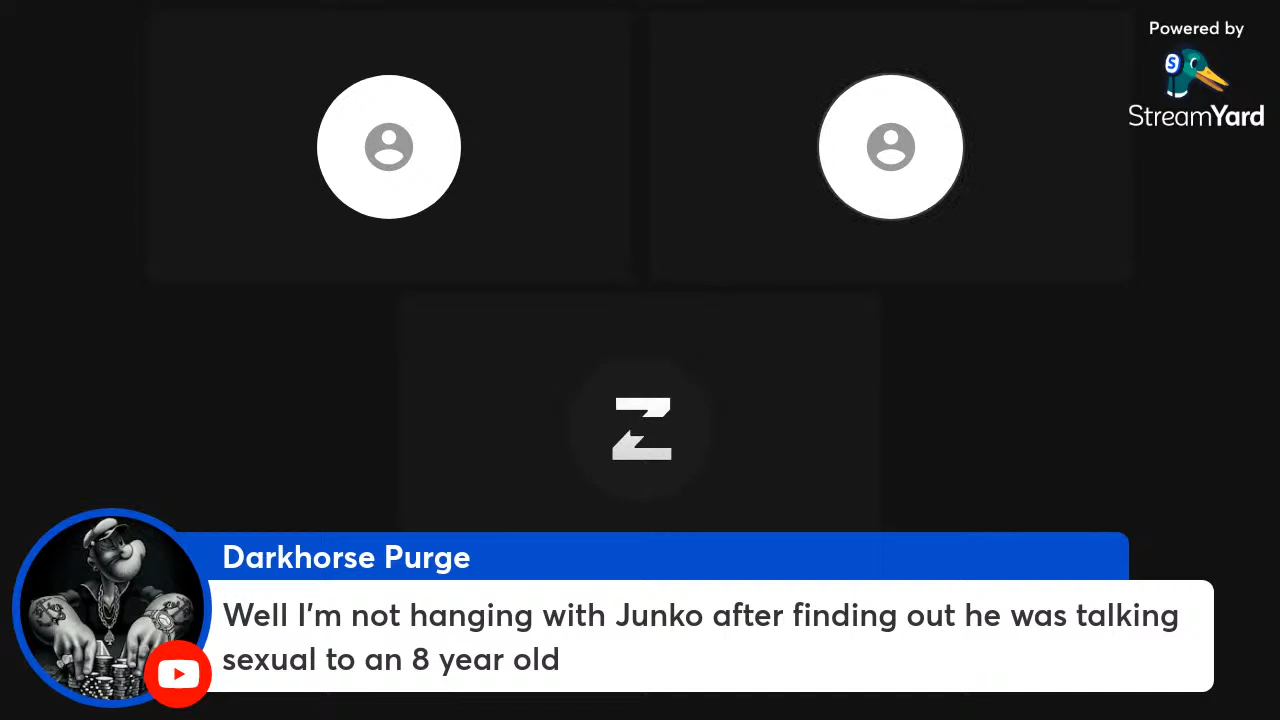 Powered by
StreamYard
Z
Darkhorse Purge
Well I'm not hanging with Junko after finding out he was talking
sexual to an 8 year old